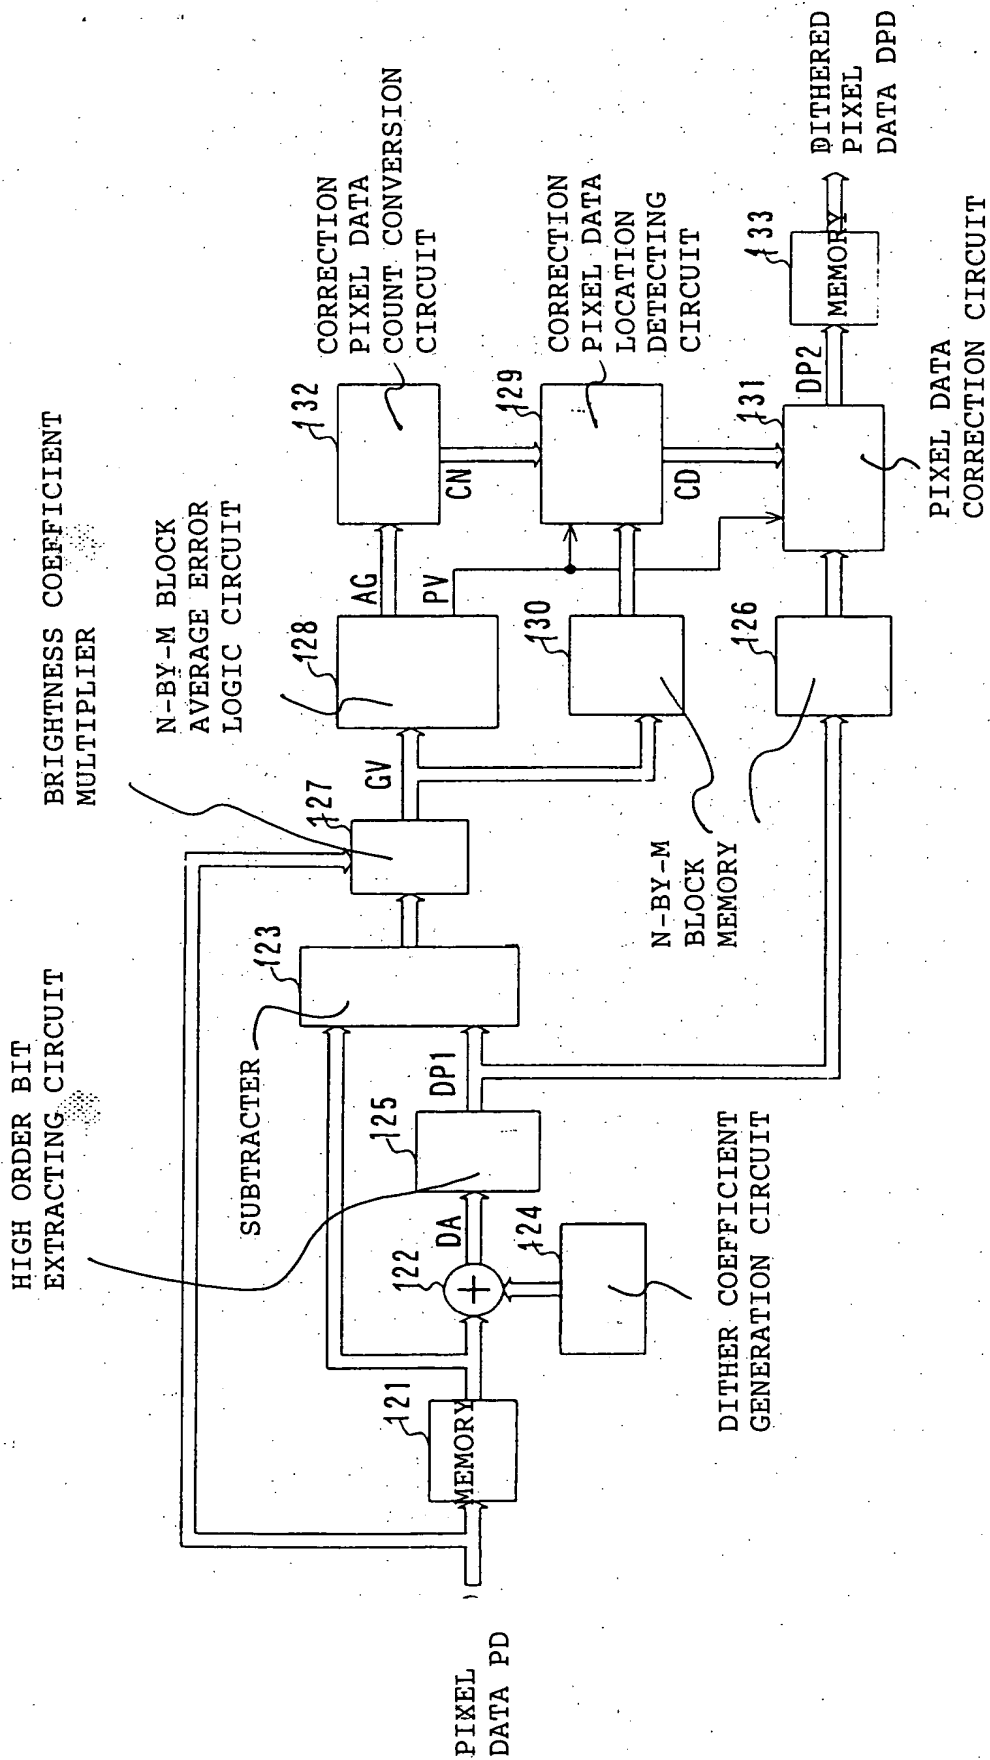 HIGH ORDER BIT
EXTRACTING CIRCUIT
BRIGHTNESS COEFFICIENT
MULTIPLIER
N-BY-M BLOCK
AVERAGE ERROR
LOGIC CIRCUIT
CORRECTION
PIXEL DATA
COUNT CONVERSION
CIRCUIT
SUBTRACTER
123
127
GV
128
AG
PV
132
CN
CORRECTION
PIXEL DATA
LOCATION
DETECTING
CIRCUIT
129
130
CD
PIXEL
DATA PD
121
MEMORY
122
DA
124
125
DP1
N-BY-M
BLOCK
MEMORY
126
131
DP2
133
MEMORY
DITHERED
PIXEL
DATA DPD
DITHER COEFFICIENT
GENERATION CIRCUIT
PIXEL DATA
CORRECTION CIRCUIT